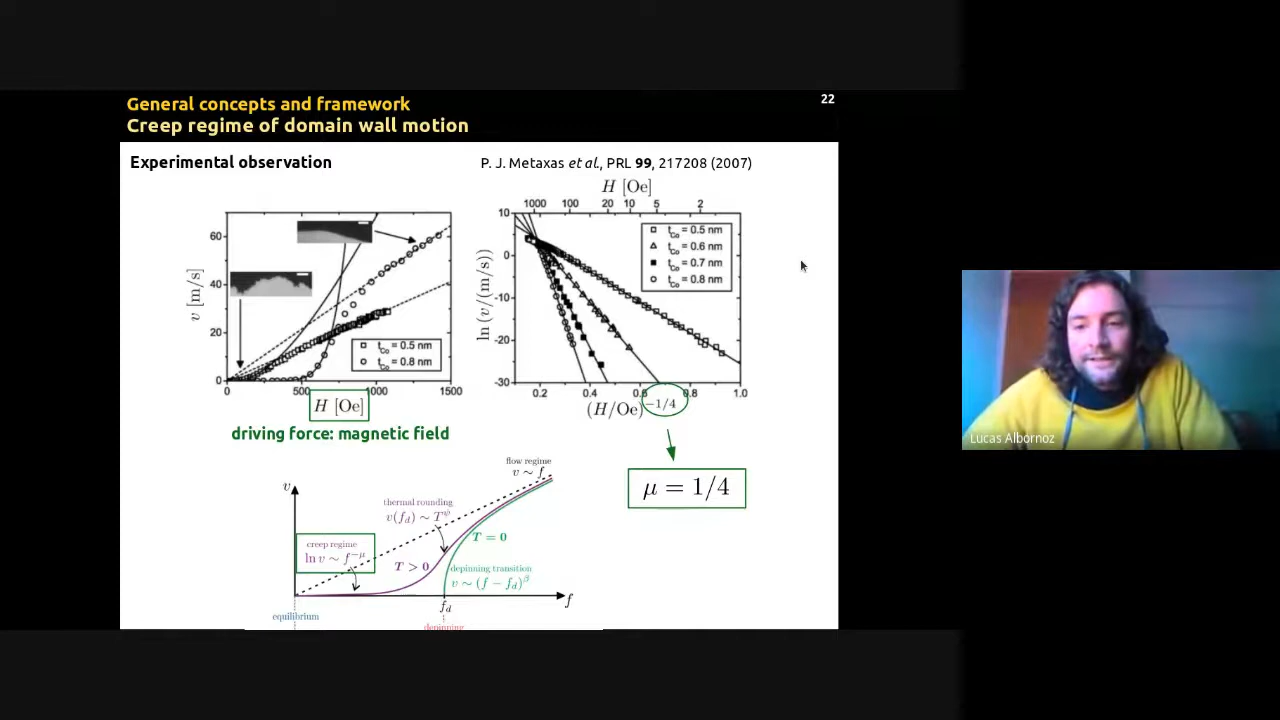 General concepts and framework
22
Creep regime of domain wall motion
Experimental observation
P. J. Metaxas et al., PRL 99, 217208 (2007)
v [m/s]
60
40
20
0
0
500
1000
1500
t_Co = 0.5 nm
t_Co = 0.8 nm
H [Oe]
driving force: magnetic field
H [Oe]
1000 100 20 10 5 2
ln (v/(m/s))
10
0
-10
-20
-30
t_Co = 0.5 nm
t_Co = 0.6 nm
t_Co = 0.7 nm
t_Co = 0.8 nm
0.2 0.4 0.6 0.8 1.0
(H/Oe)^−1/4
μ = 1/4
flow regime
v ∼ f
v
thermal rounding
v(f_d) ∼ T^ψ
T = 0
creep regime
ln v ∼ f^−μ
T > 0
depinning transition
v ∼ (f − f_d)^β
f_d
f
equilibrium
depinning
Lucas Albornoz